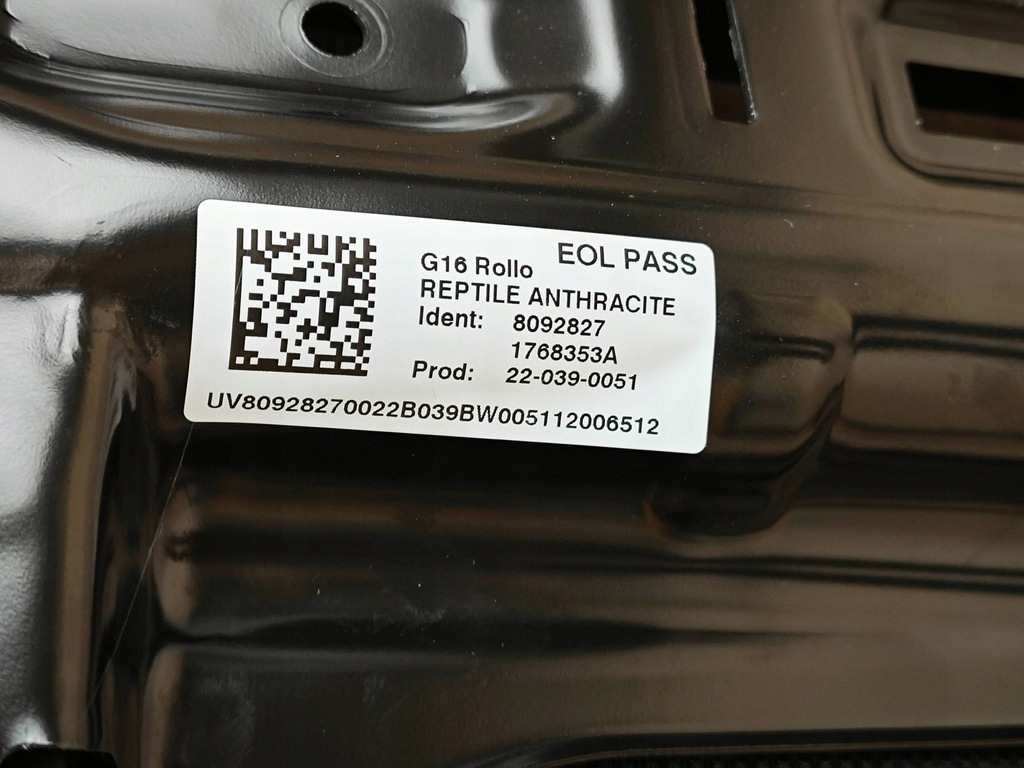 EOL PASS
G16 Rollo
REPTILE ANTHRACITE
Ident: 8092827
1768353A
Prod: 22-039-0051
UV80928270022B039BW005112006512